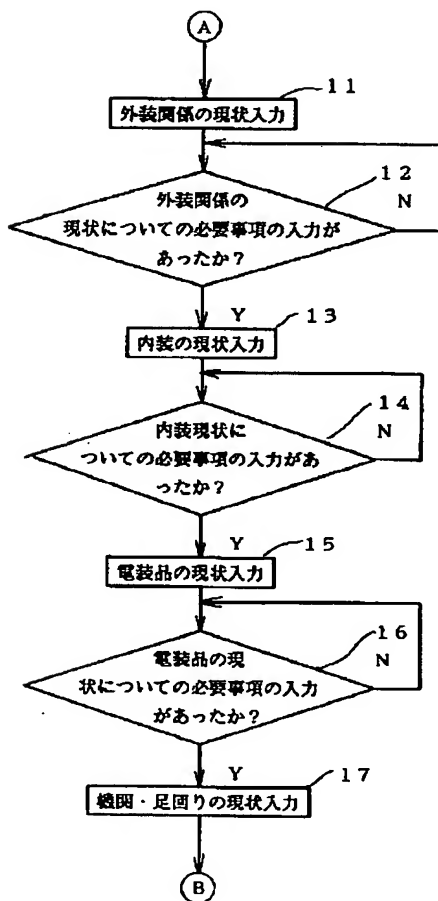 A
11
外装関係の現状入力
12
外装関係の
N
現状についての必要事項の入力が
あったか?
Y
13
内装の現状入力
14
内装現状に
N
ついての必要事項の入力があ
ったか?
Y
15
電装品の現状入力
16
電装品の現
N
状についての必要事項の入力
があったか?
Y
17
機関・足回りの現状入力
B